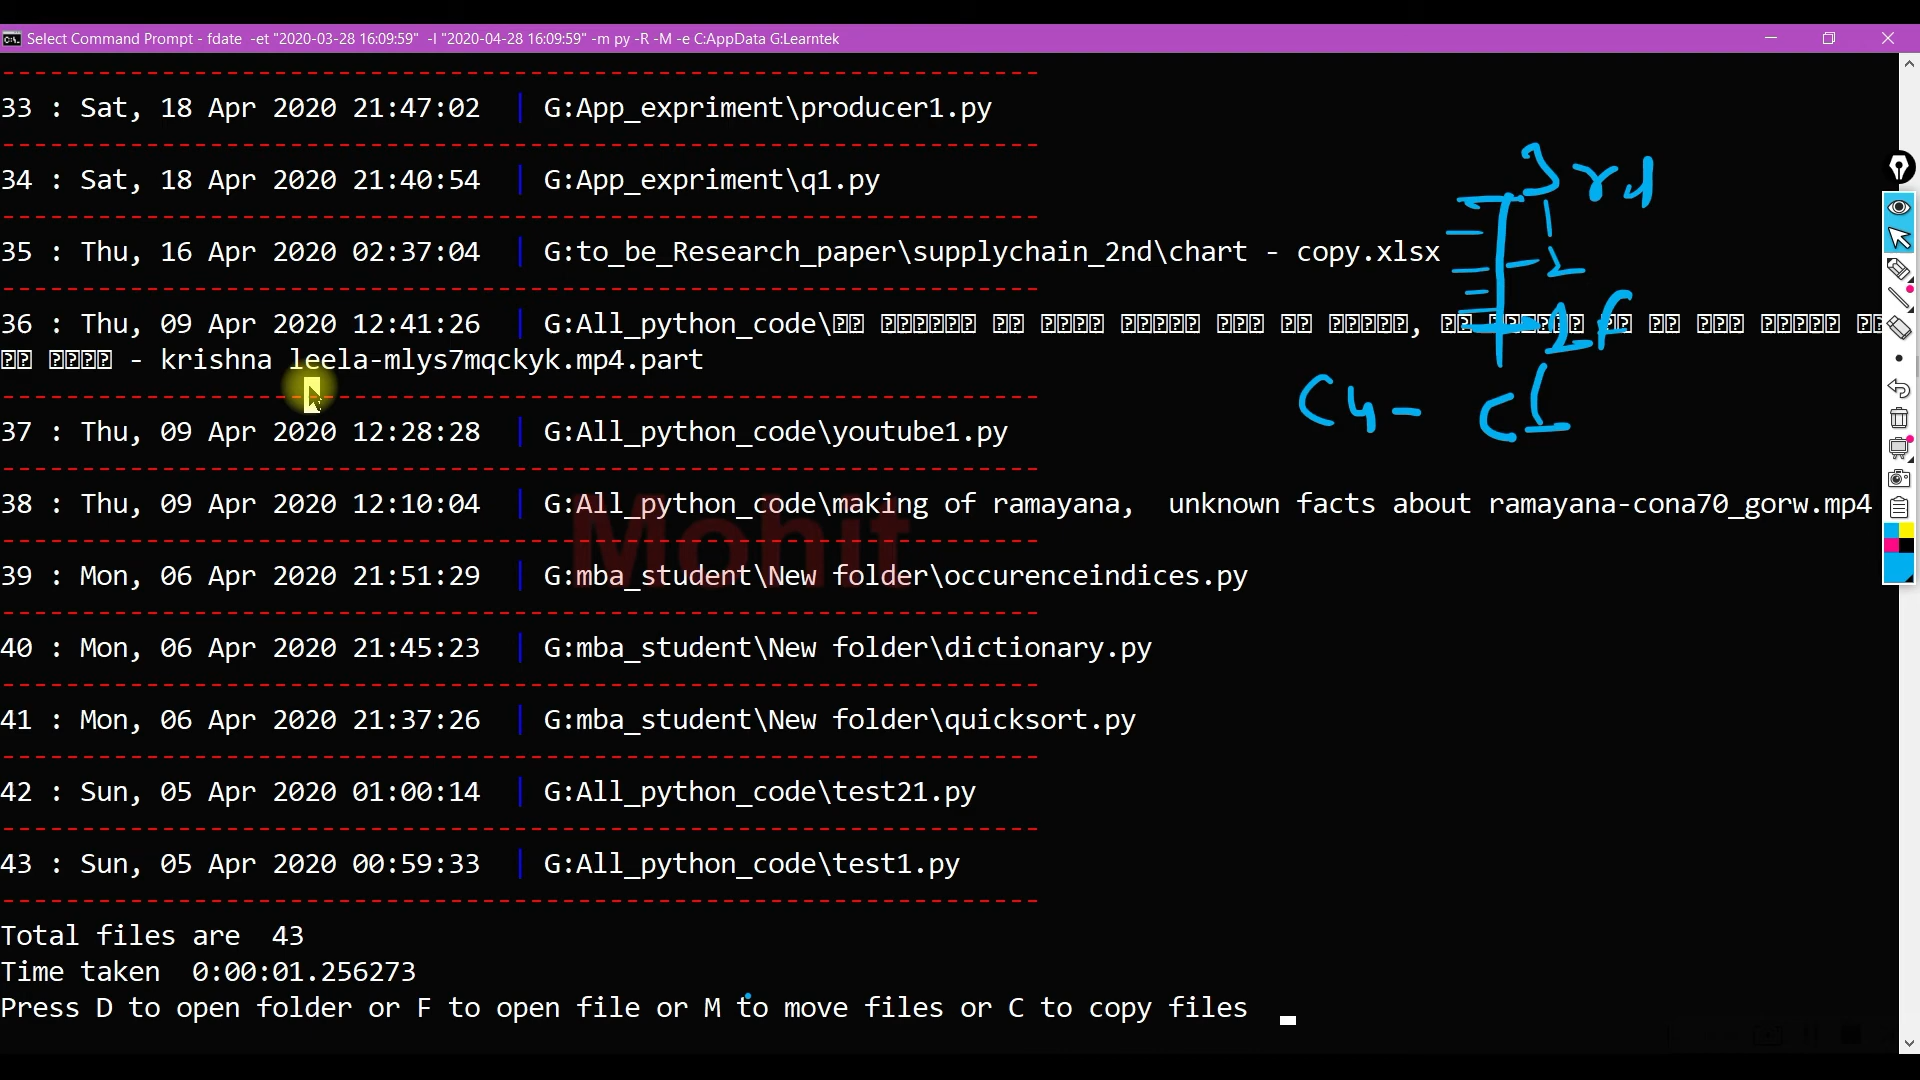 Select Command Prompt - fdate  -et "2020-03-28 16:09:59"  -l "2020-04-28 16:09:59" -m py -R -M -e C:AppData G:Learntek
33 : Sat, 18 Apr 2020 21:47:02 | G:App_expriment\producer1.py
34 : Sat, 18 Apr 2020 21:40:54 | G:App_expriment\q1.py
35 : Thu, 16 Apr 2020 02:37:04 | G:to_be_Research_paper\supplychain_2nd\chart - copy.xlsx
36 : Thu, 09 Apr 2020 12:41:26 | G:All_python_code\
- krishna leela-mlys7mqckyk.mp4.part
37 : Thu, 09 Apr 2020 12:28:28 | G:All_python_code\youtube1.py
38 : Thu, 09 Apr 2020 12:10:04 | G:All_python_code\making of ramayana,  unknown facts about ramayana-cona70_gorw.mp4
39 : Mon, 06 Apr 2020 21:51:29 | G:mba_student\New folder\occurenceindices.py
40 : Mon, 06 Apr 2020 21:45:23 | G:mba_student\New folder\dictionary.py
41 : Mon, 06 Apr 2020 21:37:26 | G:mba_student\New folder\quicksort.py
42 : Sun, 05 Apr 2020 01:00:14 | G:All_python_code\test21.py
43 : Sun, 05 Apr 2020 00:59:33 | G:All_python_code\test1.py
Total files are  43
Time taken  0:00:01.256273
Press D to open folder or F to open file or M to move files or C to copy files
Mohit
3rd